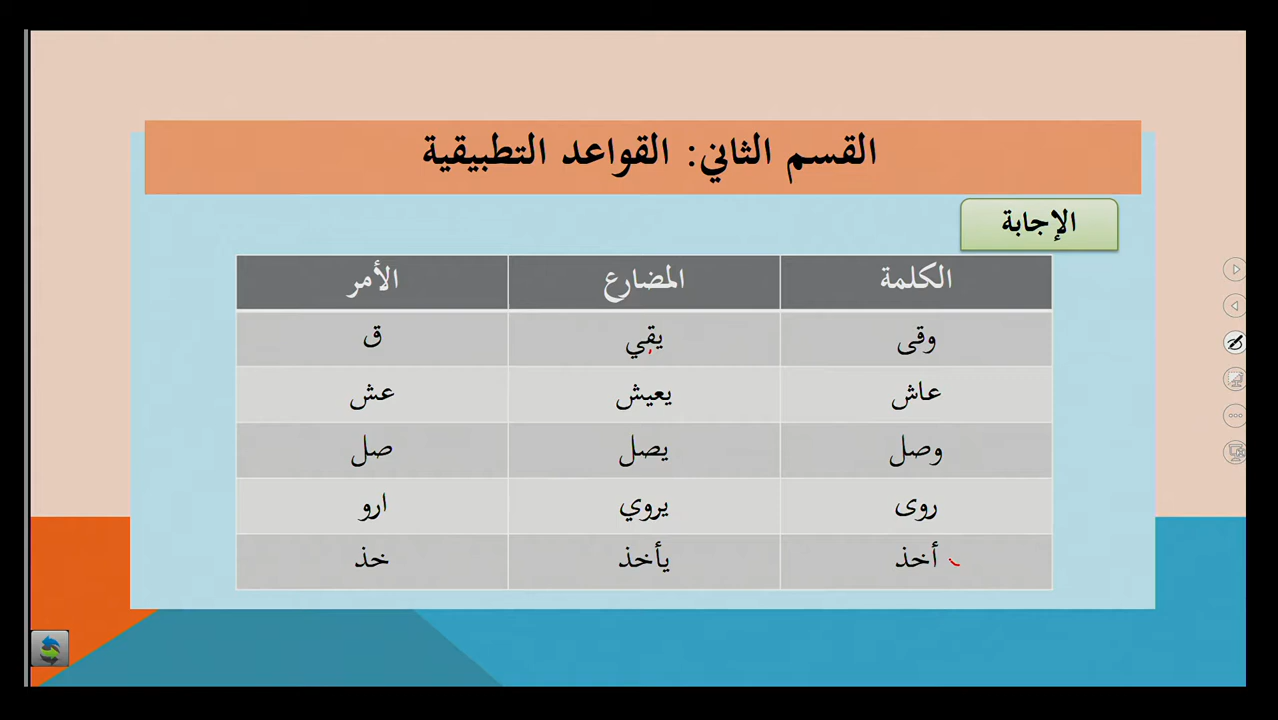 القسم الثاني: القواعد التطبيقية
الإجابة
الكلمة المضارع الأمر
وقى يقي ق
عاش يعيش عش
وصل يصل صل
روى يروي ارو
أخذ يأخذ خذ